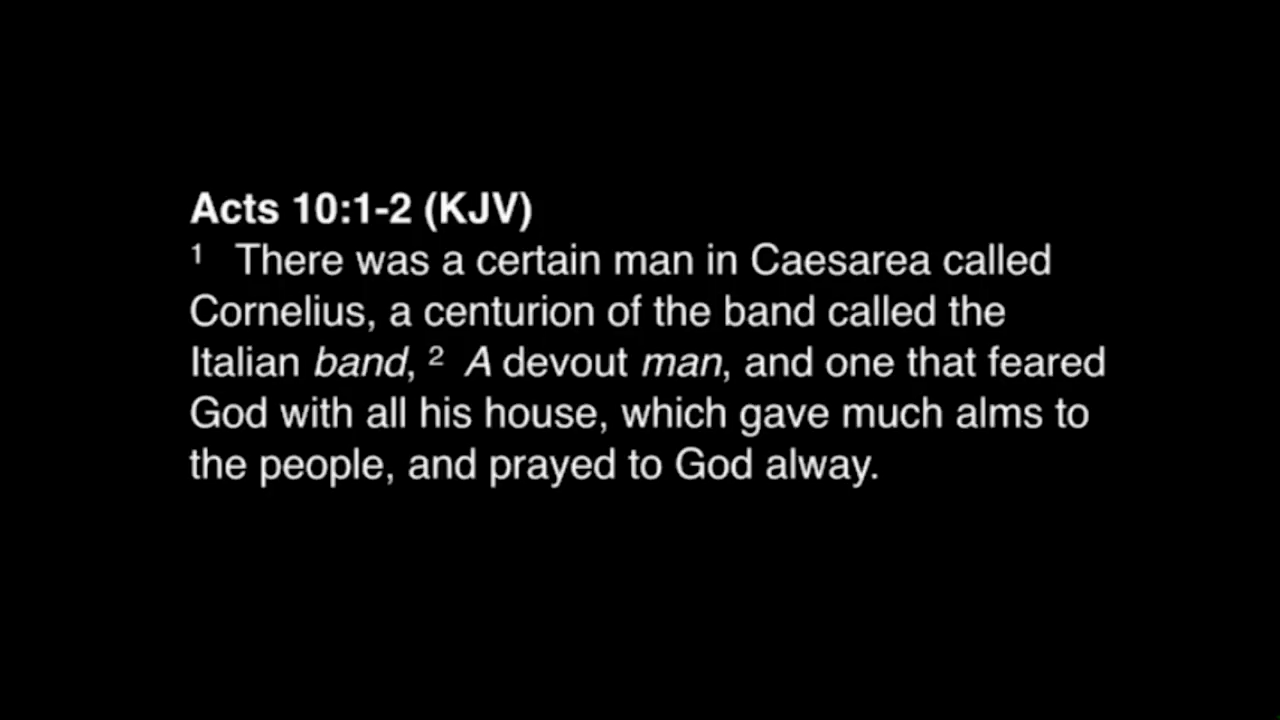 Acts 10:1-2 (KJV)
1 There was a certain man in Caesarea called
Cornelius, a centurion of the band called the
Italian band, 2 A devout man, and one that feared
God with all his house, which gave much alms to
the people, and prayed to God alway.